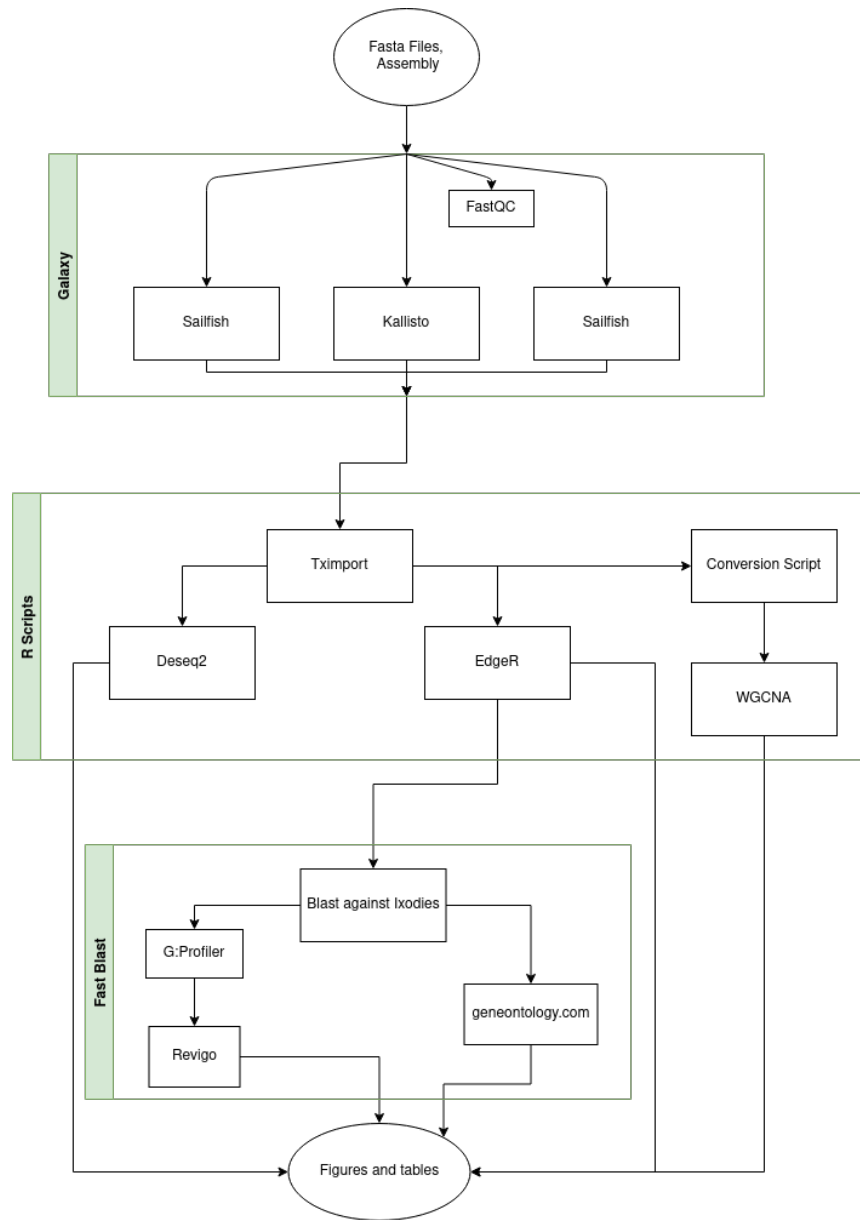 Fasta Files,
Assembly
Galaxy
FastQC
Sailfish
Kallisto
Sailfish
R Scripts
Tximport
Conversion Script
Deseq2
EdgeR
WGCNA
Fast Blast
Blast against Ixodies
G:Profiler
geneontology.com
Revigo
Figures and tables